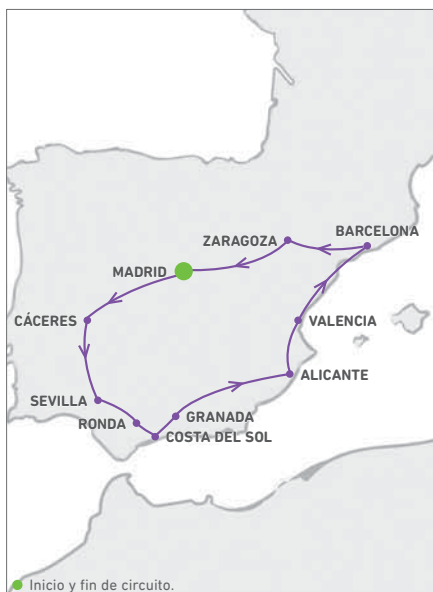 ZARAGOZA
BARCELONA
MADRID
CÁCERES
VALENCIA
ALICANTE
SEVILLA
RONDA
GRANADA
COSTA DEL SOL
Inicio y fin de circuito.